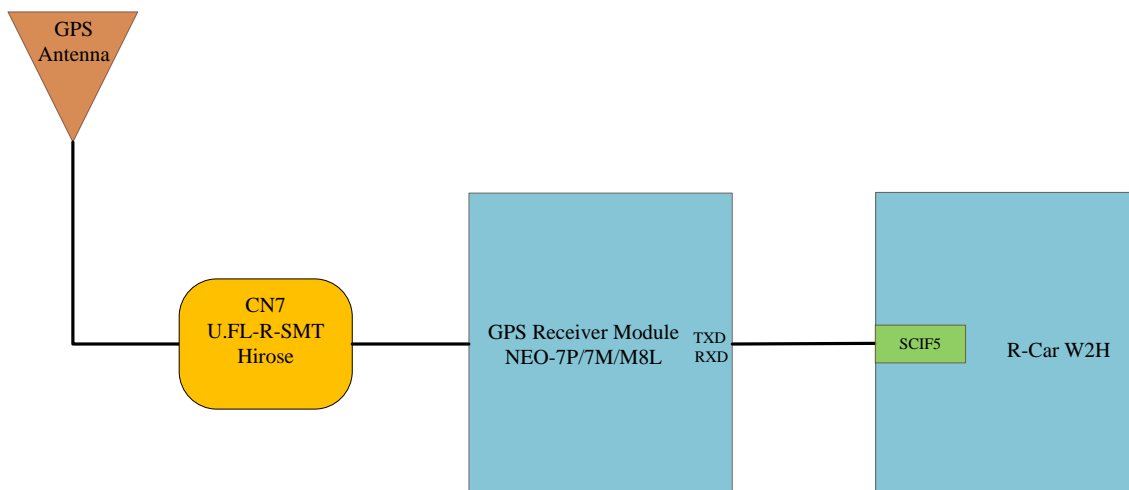 GPS
Antenna
CN7
U.FL-R-SMT
Hirose
GPS Receiver Module
NEO-7P/7M/M8L
TXD
RXD
SCIF5
R-Car W2H